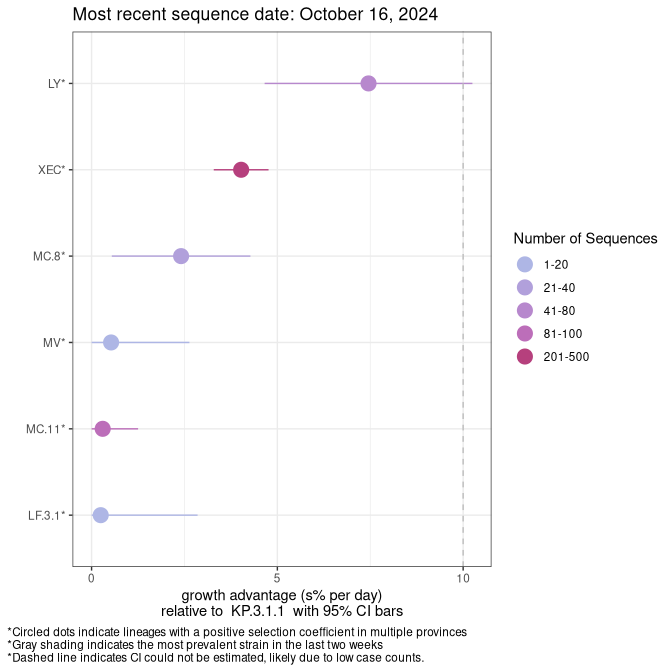 Most recent sequence date: October 16, 2024
LY*
XEC*
MC.8*
MV*
MC.11*
LF.3.1*
0 5 10
growth advantage (s% per day)
relative to KP.3.1.1 with 95% CI bars
Number of Sequences
1-20
21-40
41-80
81-100
201-500
*Circled dots indicate lineages with a positive selection coefficient in multiple provinces
*Gray shading indicates the most prevalent strain in the last two weeks
*Dashed line indicates CI could not be estimated, likely due to low case counts.